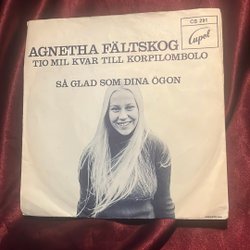 CS 291
Cupol
AGNETHA FÄLTSKOG
TIO MIL KVAR TILL KORPILOMBOLO
SÅ GLAD SOM DINA ÖGON